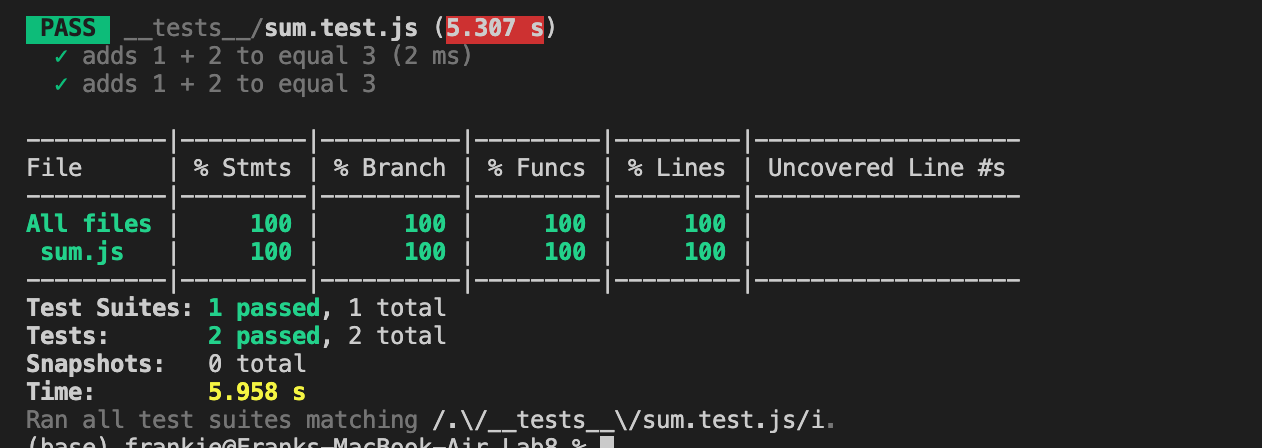 PASS __tests__/sum.test.js (5.307 s)
✓ adds 1 + 2 to equal 3 (2 ms)
✓ adds 1 + 2 to equal 3
----------|---------|----------|---------|---------|-------------------
File      | % Stmts | % Branch | % Funcs | % Lines | Uncovered Line #s
----------|---------|----------|---------|---------|-------------------
All files |     100 |      100 |     100 |     100 |
 sum.js   |     100 |      100 |     100 |     100 |
----------|---------|----------|---------|---------|-------------------
Test Suites: 1 passed, 1 total
Tests:       2 passed, 2 total
Snapshots:   0 total
Time:        5.958 s
Ran all test suites matching /.\/__tests__\/sum.test.js/i.
(base) frankie@Franks-MacBook-Air Lab8 %